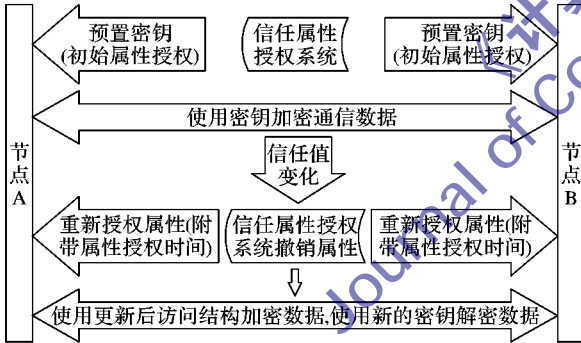 预置密钥
(初始属性授权)
信任属性
授权系统
预置密钥
(初始属性授权)
使用密钥加密通信数据
节
点
A
信任值
变化
节
点
B
重新授权属性(附
带属性授权时间)
信任属性授权
系统撤销属性
重新授权属性(附
带属性授权时间)
使用更新后访问结构加密数据,使用新的密钥解密数据
Journal of Co
《计